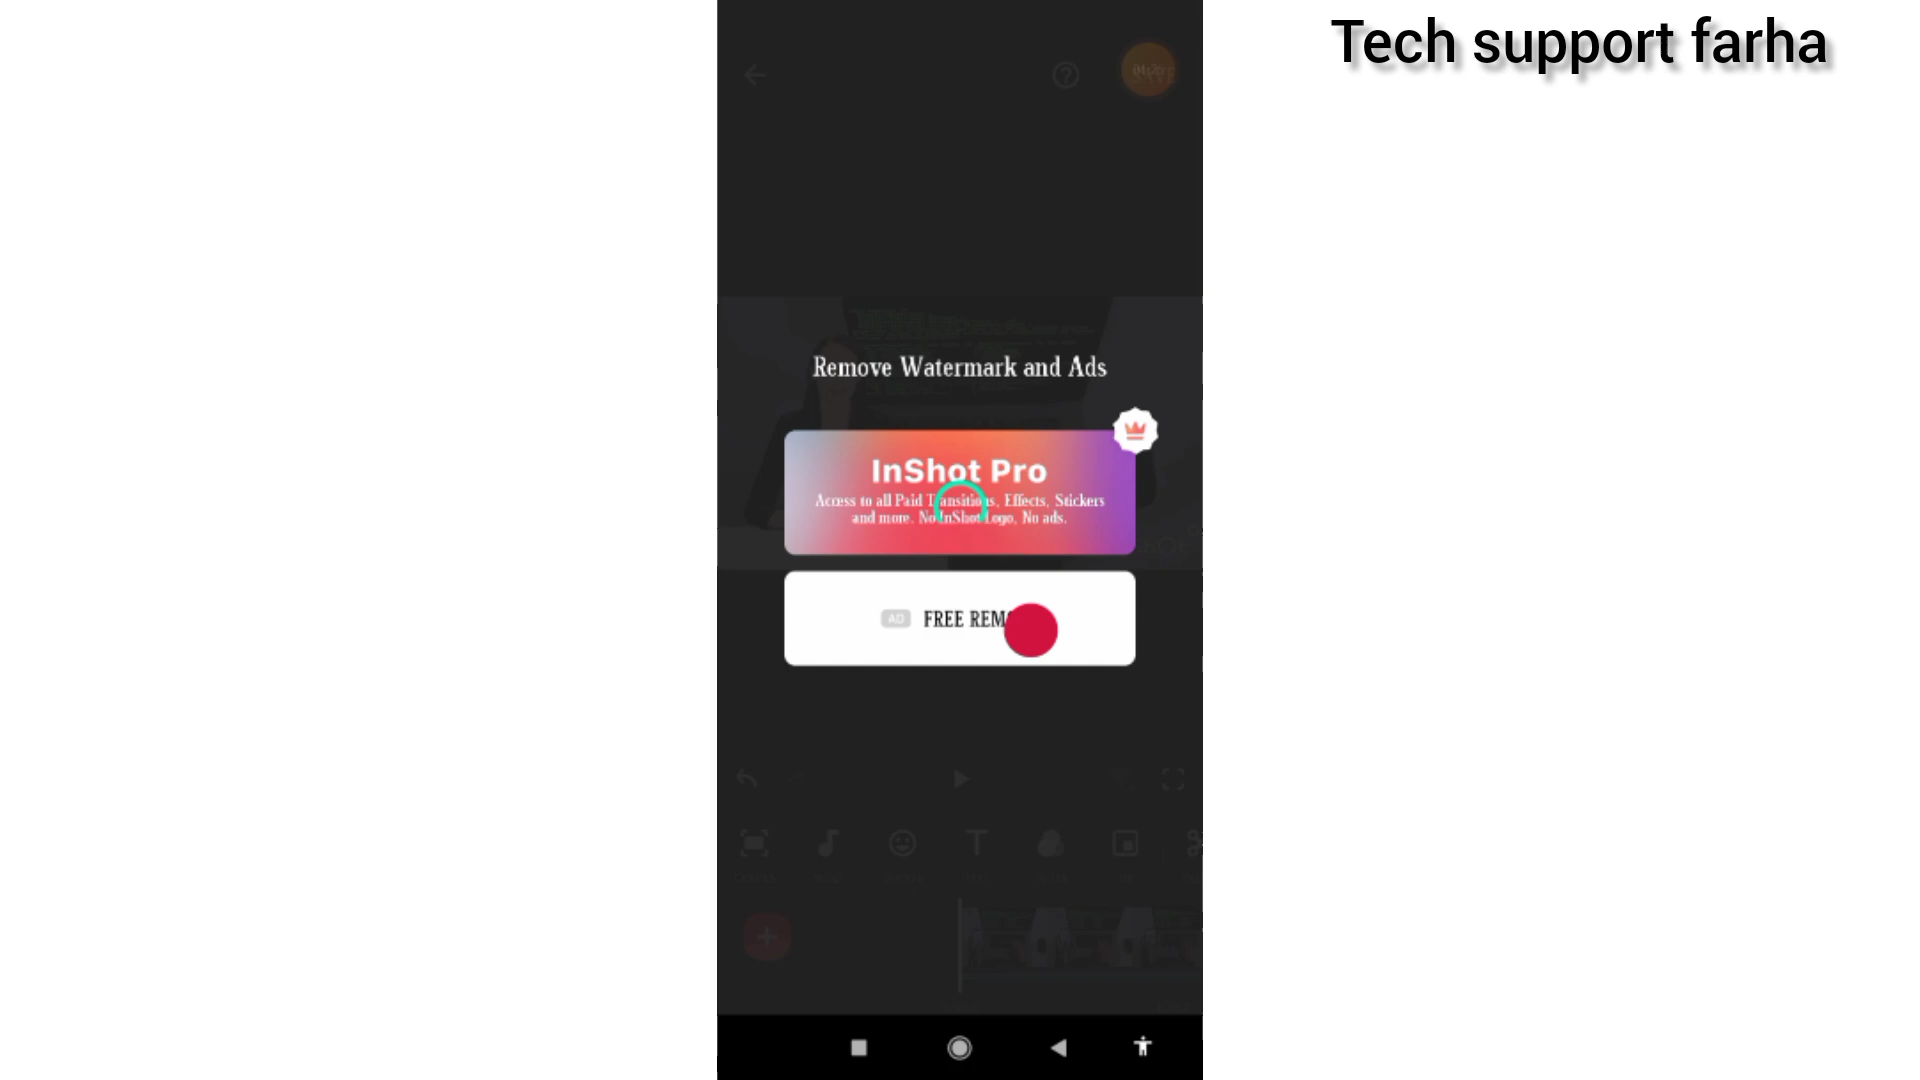 Tech support farha
Remove Watermark and Ads
InShot Pro
Access to all Paid Transitions, Effects, Stickers
and more. No InShot Logo, No ads.
AD FREE REM